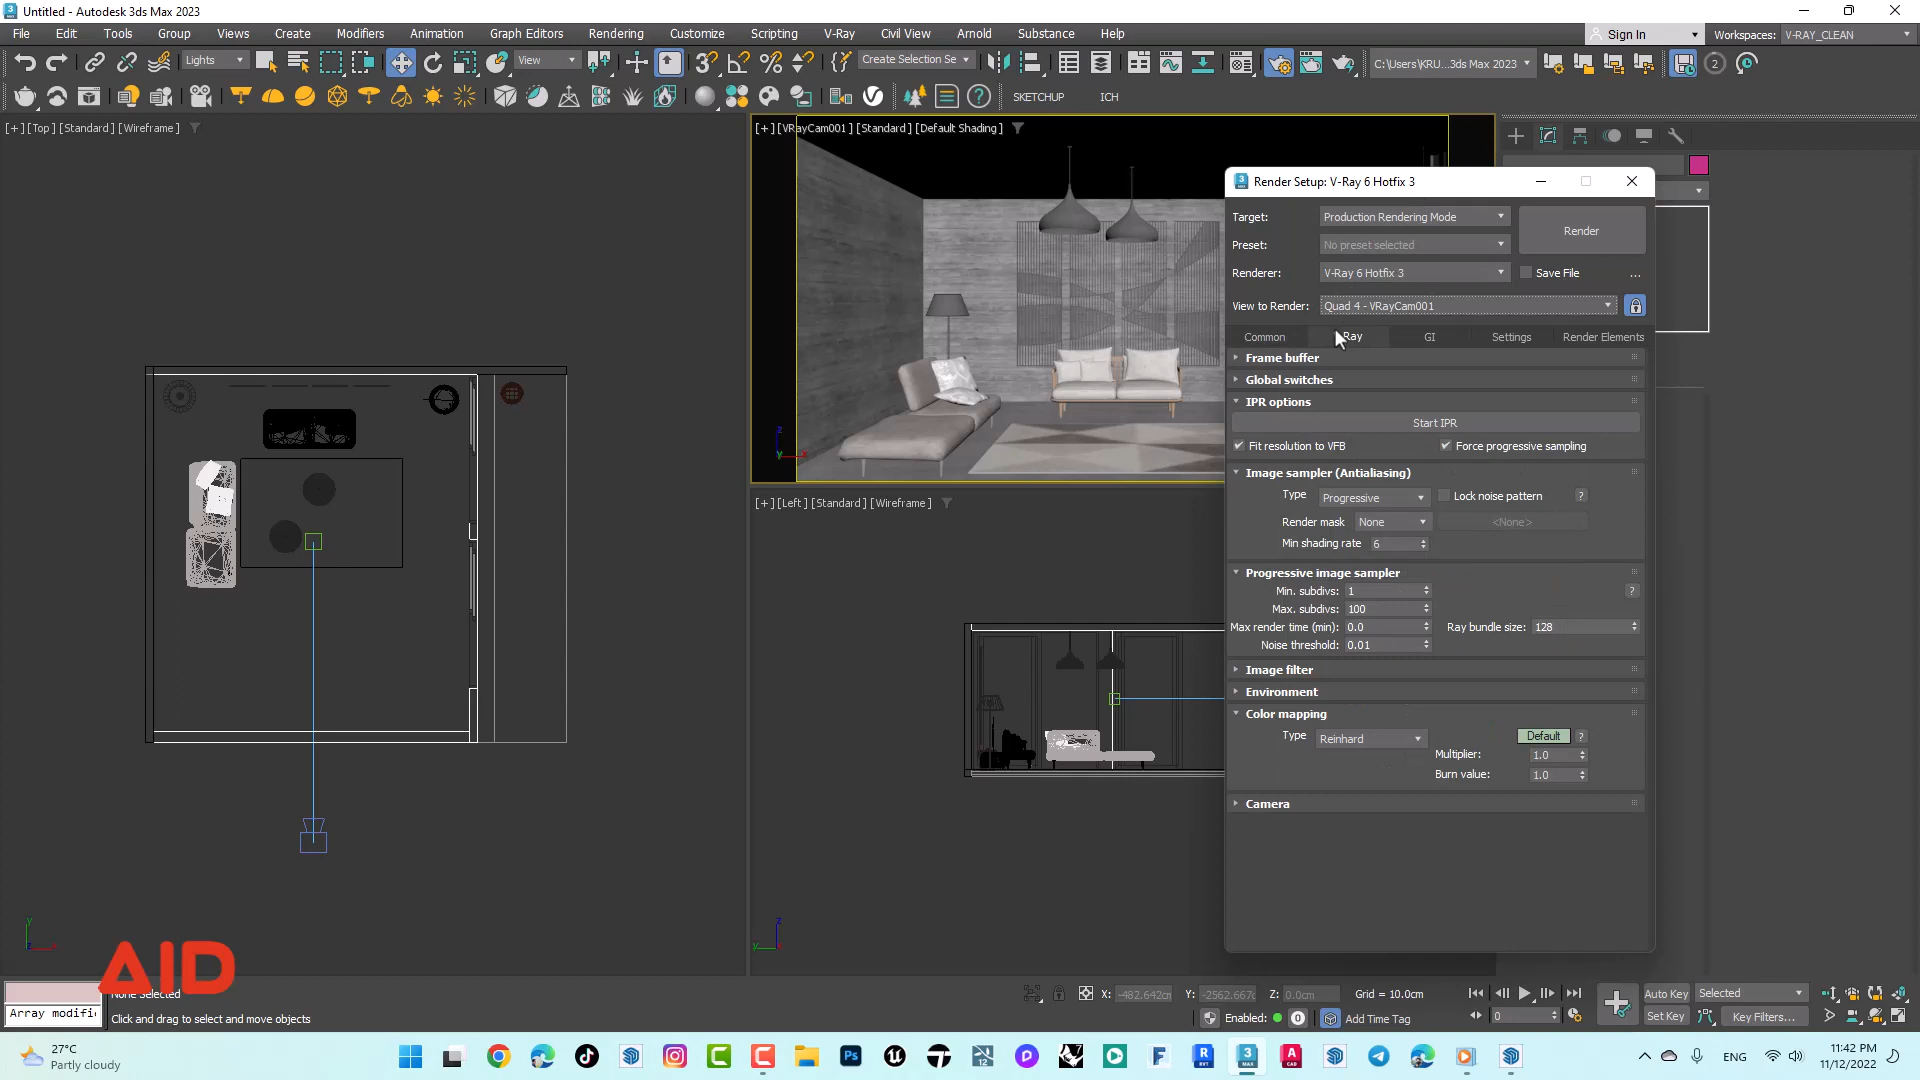 Untitled - Autodesk 3ds Max 2023
File Edit Tools Group Views Create Modifiers Animation Graph Editors Rendering Customize Scripting V-Ray Civil View Arnold Substance Help
Sign In Workspaces: V-RAY_CLEAN
Lights View Create Selection Se C:\Users\KRU...3ds Max 2023 2
SKETCHUP ICH
[+] [Top] [Standard] [Wireframe]
[+] [VRayCam001] [Standard] [Default Shading]
Render Setup: V-Ray 6 Hotfix 3
Target: Production Rendering Mode Render
Preset: No preset selected
Renderer: V-Ray 6 Hotfix 3 Save File ...
View to Render: Quad 4 - VRayCam001
Common Ray GI Settings Render Elements
Frame buffer
Global switches
IPR options
Start IPR
Fit resolution to VFB Force progressive sampling
Image sampler (Antialiasing)
Type Progressive Lock noise pattern ?
Render mask None <None>
Min shading rate 6
Progressive image sampler
Min. subdivs: 1 ?
Max. subdivs: 100
Max render time (min): 0.0 Ray bundle size: 128
Noise threshold: 0.01
Image filter
Environment
Color mapping
Type Reinhard Default ?
Multiplier: 1.0
Burn value: 1.0
Camera
[+] [Left] [Standard] [Wireframe]
AID
None Selected
Array modifi
Click and drag to select and move objects
X: -482.642cm Y: -2562.667c Z: 0.0cm Grid = 10.0cm
Enabled: 0 Add Time Tag
Auto Key Selected
Set Key Key Filters...
0
27°C
Partly cloudy
ENG
11:42 PM
11/12/2022